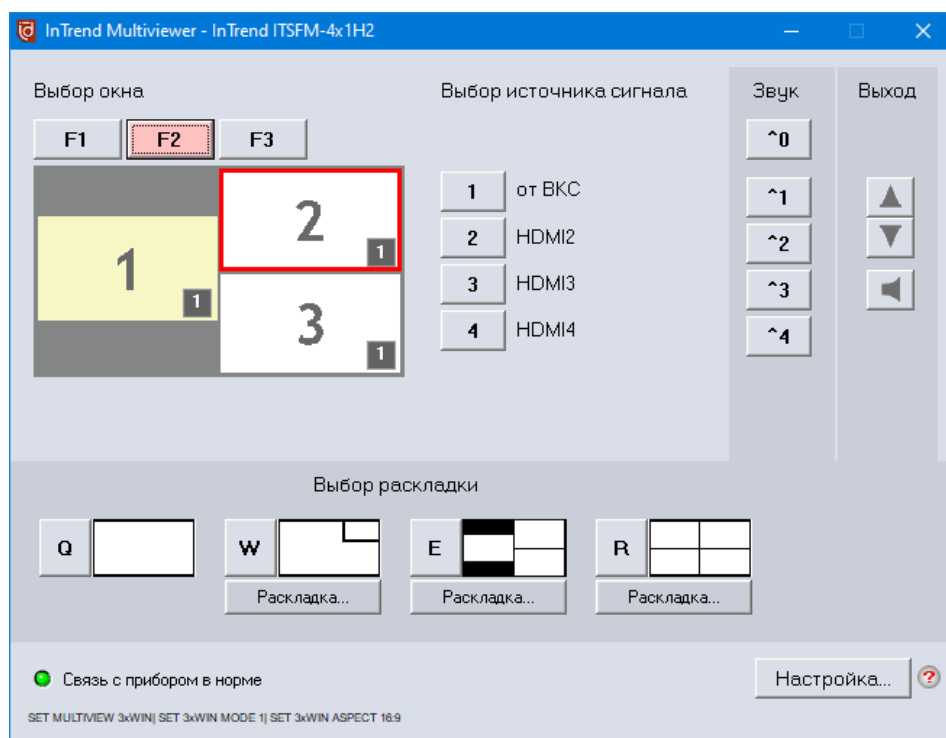 InTrend Multiviewer - InTrend ITSFM-4x1H2
Выбор окна
Выбор источника сигнала
Звук
Выход
F1 F2 F3
^0
1 от ВКС
^1
2 HDMI2
^2
3 HDMI3
^3
4 HDMI4
^4
1 1
2 1
3 1
Выбор раскладки
Q W E R
Раскладка... Раскладка... Раскладка...
Связь с прибором в норме
Настройка... ?
SET MULTIVIEW 3xWIN| SET 3xWIN MODE 1| SET 3xWIN ASPECT 16:9